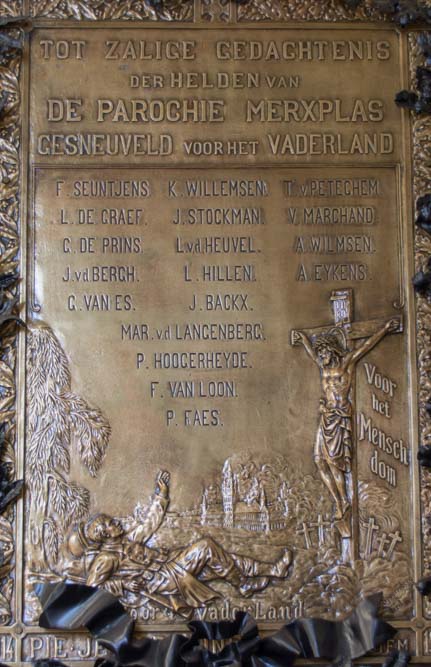 TOT ZALIGE GEDACHTENIS
DER HELDEN VAN
DE PAROCHIE MERXPLAS
GESNEUVELD VOOR HET VADERLAND
F. SEUNTJENS K. WILLEMSEN. T. v. PETEGHEM
L. DE GRAEF. J. STOCKMAN. V. MARCHAND
G. DE PRINS. L. v.d. HEUVEL. A. WILMSEN.
J. v.d BERGH. L. HILLEN. A. EYKENS.
G. VAN ES. J. BACKX.
MAR. v.d LANGENBERG.
P. HOOGERHEYDE.
F. VAN LOON.
P. FAES.
Voor
het
Mensch
dom
vaderLand
PIE: JE